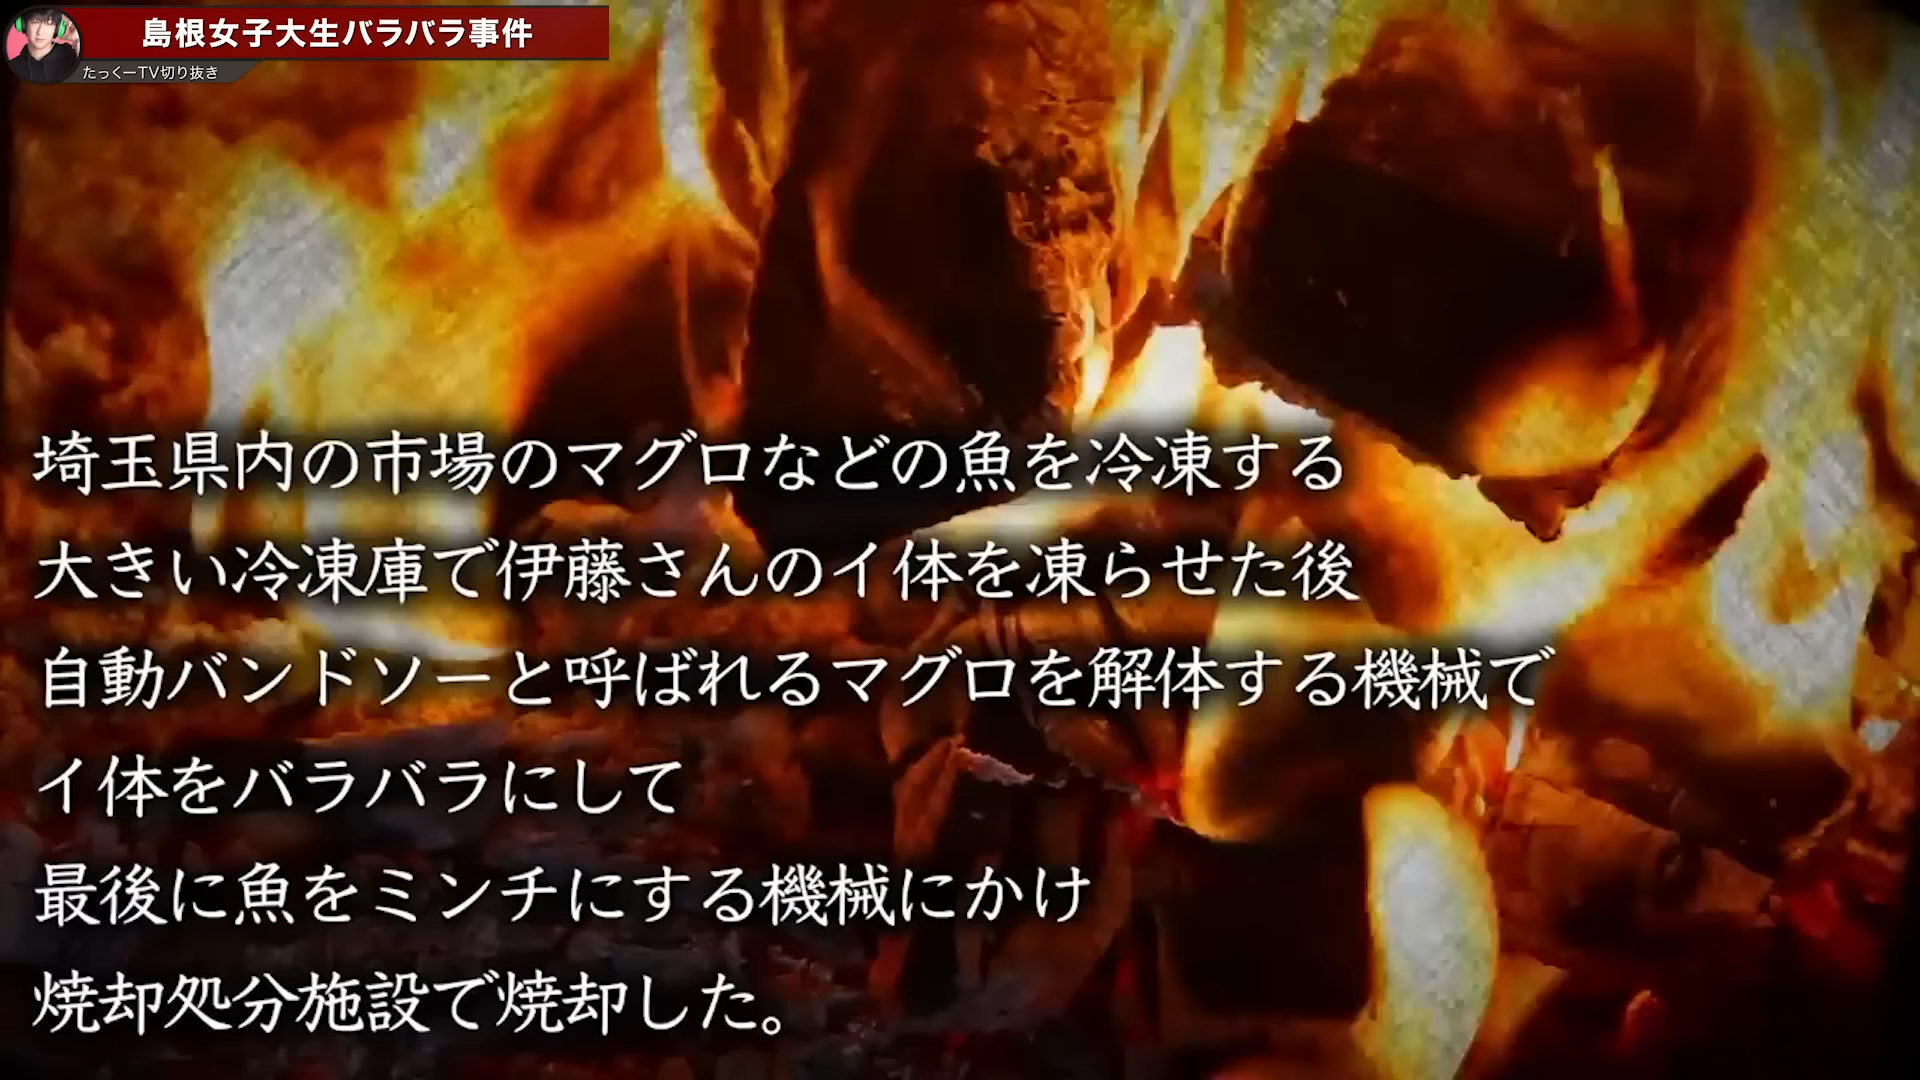 島根女子大生バラバラ事件
たっくーTV切り抜き
埼玉県内の市場のマグロなどの魚を冷凍する
大きい冷凍庫で伊藤さんのイ体を凍らせた後
自動バンドソーと呼ばれるマグロを解体する機械で
イ体をバラバラにして
最後に魚をミンチにする機械にかけ
焼却処分施設で焼却した。